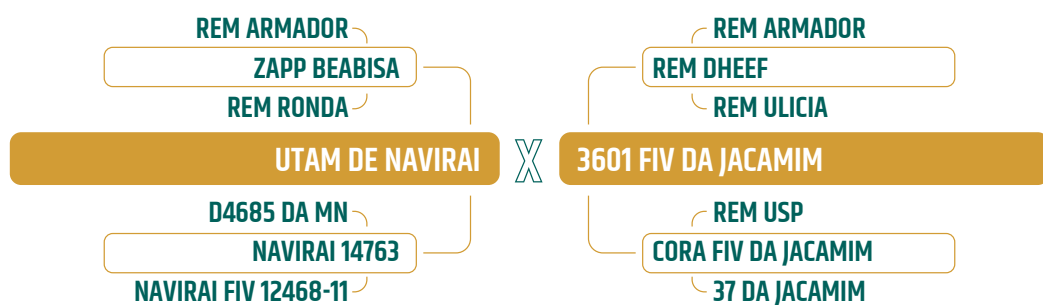 REM ARMADOR
ZAPP BEABISA
REM RONDA
UTAM DE NAVIRAI
D4685 DA MN
NAVIRAI 14763
NAVIRAI FIV 12468-11
X
REM ARMADOR
REM DHEEF
REM ULICIA
3601 FIV DA JACAMIM
REM USP
CORA FIV DA JACAMIM
37 DA JACAMIM